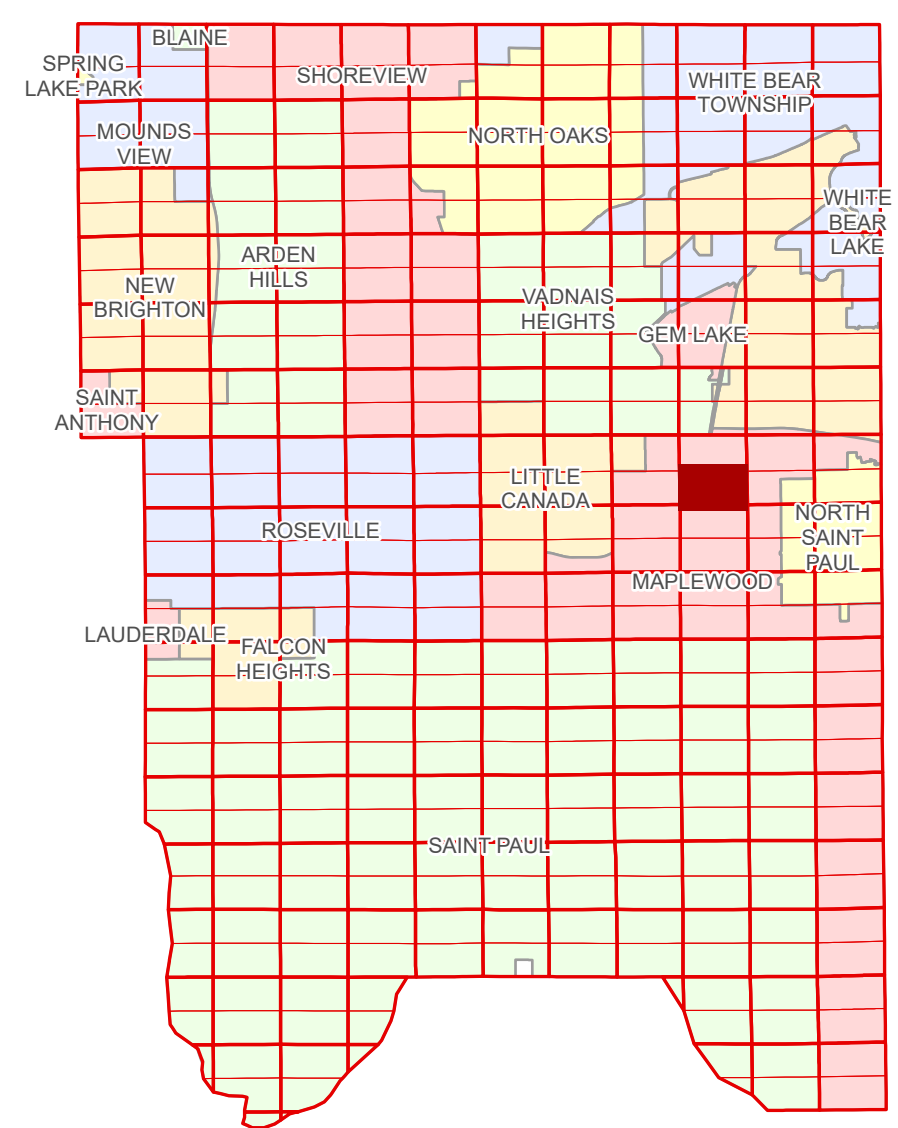 BLAINE
SPRING
LAKE PARK
SHOREVIEW
WHITE BEAR
TOWNSHIP
MOUNDS
VIEW
NORTH OAKS
WHITE
BEAR
LAKE
ARDEN
HILLS
NEW
BRIGHTON
VADNAIS
HEIGHTS
GEM LAKE
SAINT
ANTHONY
LITTLE
CANADA
NORTH
SAINT
PAUL
ROSEVILLE
MAPLEWOOD
LAUDERDALE
FALCON
HEIGHTS
SAINT PAUL